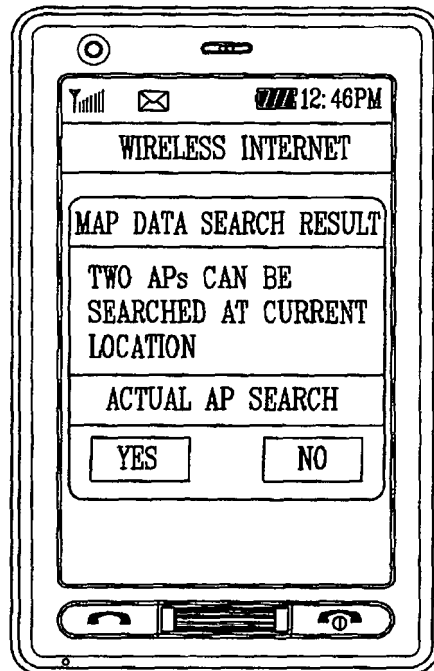 12:46PM
WIRELESS INTERNET
MAP DATA SEARCH RESULT
TWO APs CAN BE
SEARCHED AT CURRENT
LOCATION
ACTUAL AP SEARCH
YES NO